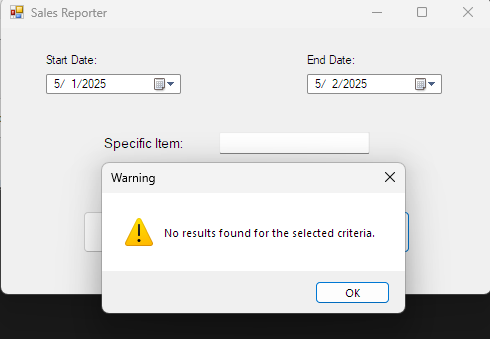 Sales Reporter
Start Date:
End Date:
5/ 1/2025
5/ 2/2025
Specific Item:
Warning
No results found for the selected criteria.
OK